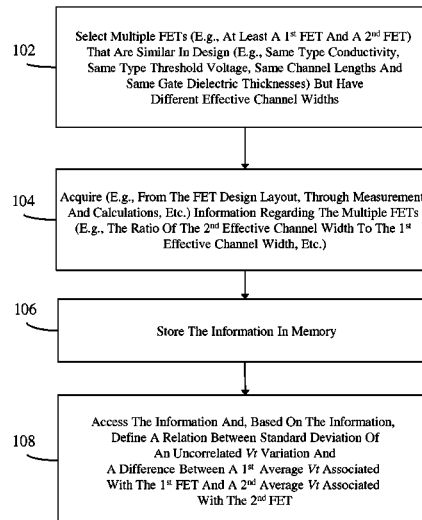 102
Select Multiple FETs (E.g., At Least A 1st FET And A 2nd FET)
That Are Similar In Design (E.g., Same Type Conductivity,
Same Type Threshold Voltage, Same Channel Lengths And
Same Gate Dielectric Thicknesses) But Have
Different Effective Channel Widths
104
Acquire (E.g., From The FET Design Layout, Through Measurement
And Calculations, Etc.) Information Regarding The Multiple FETs
(E.g., The Ratio Of The 2nd Effective Channel Width To The 1st
Effective Channel Width, Etc.)
106
Store The Information In Memory
108
Access The Information And, Based On The Information,
Define A Relation Between Standard Deviation Of
An Uncorrelated Vt Variation And
A Difference Between A 1st Average Vt Associated
With The 1st FET And A 2nd Average Vt Associated
With The 2nd FET